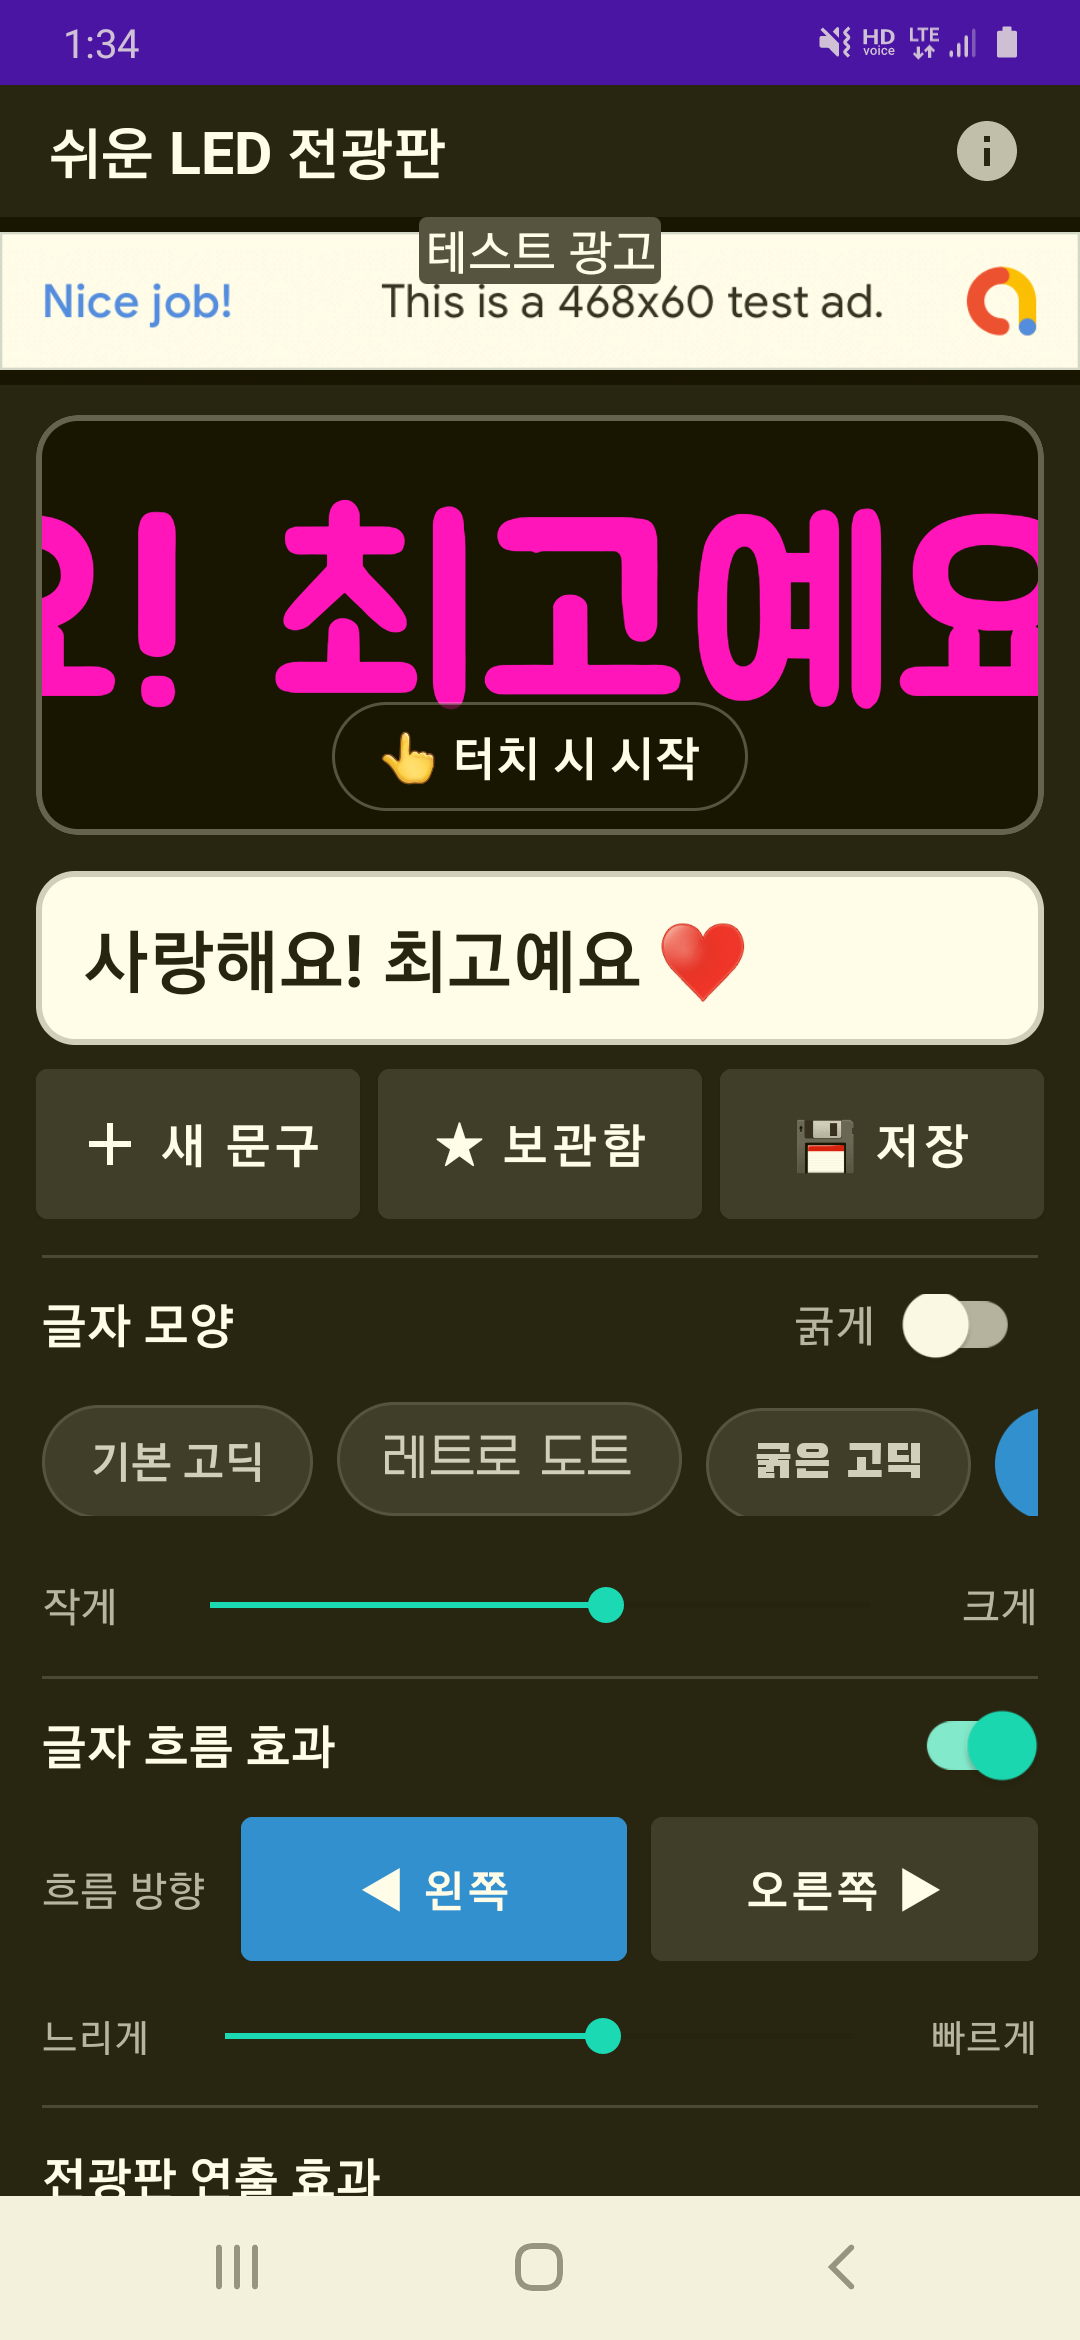 1:34
HD voice LTE
쉬운 LED 전광판
테스트 광고
Nice job! This is a 468x60 test ad.
요! 최고예요
👆 터치 시 시작
사랑해요! 최고예요 ❤️
+ 새 문구 ★ 보관함 💾 저장
글자 모양 굵게
기본 고딕 레트로 도트 굵은 고딕
작게 크게
글자 흐름 효과
흐름 방향 ◀ 왼쪽 오른쪽 ▶
느리게 빠르게
전광판 연출 효과